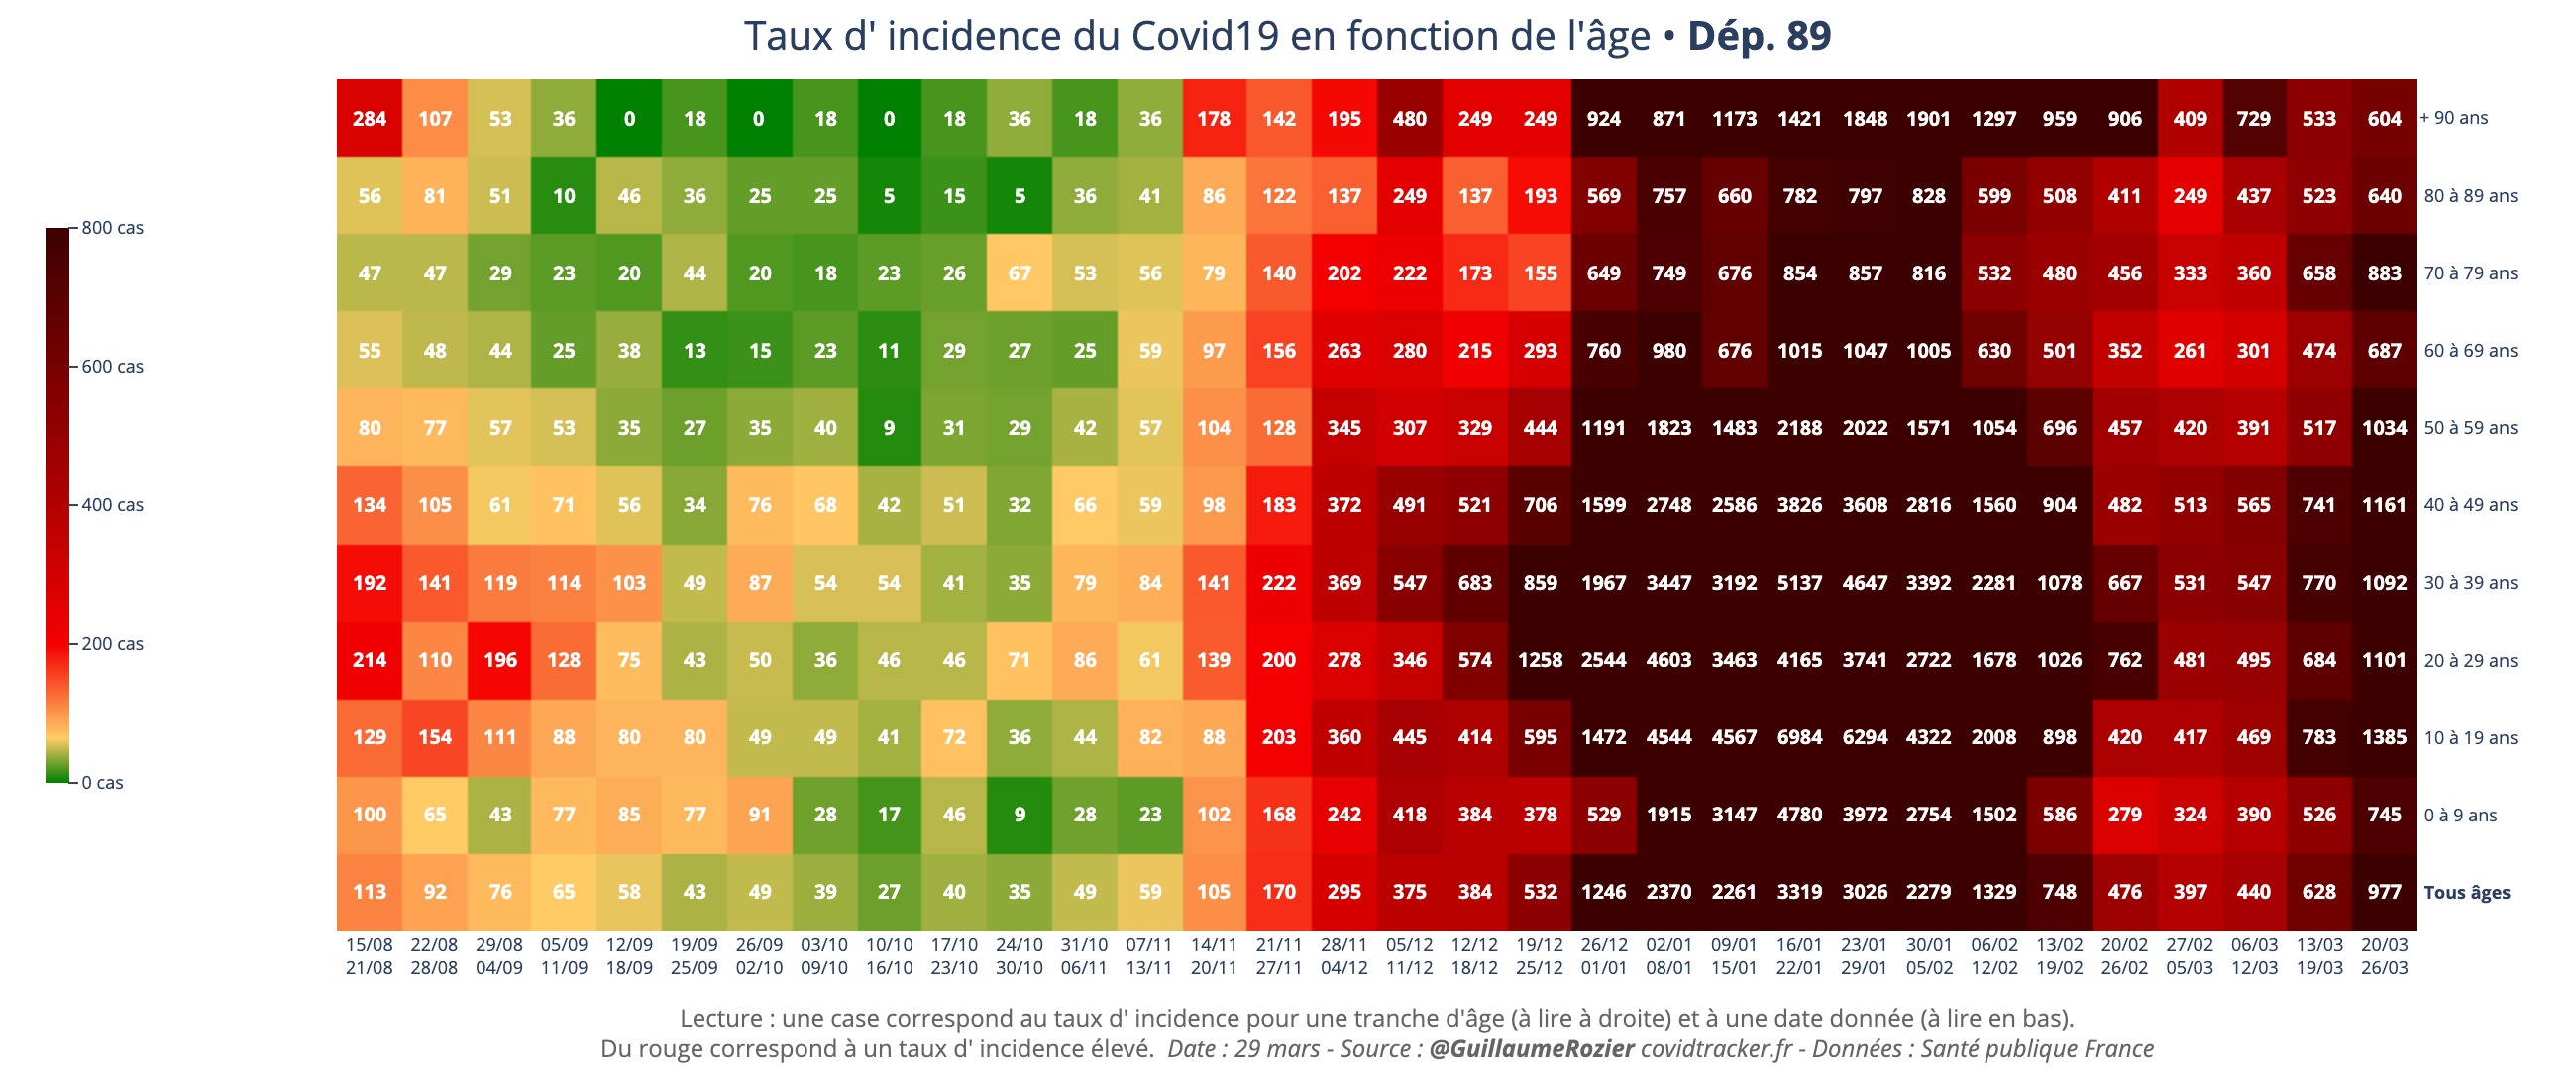 Taux d' incidence du Covid19 en fonction de l'âge • Dép. 89
800 cas
600 cas
400 cas
200 cas
0 cas
284 107 53 36 0 18 0 18 0 18 36 18 36 178 142 195 480 249 249 924 871 1173 1421 1848 1901 1297 959 906 409 729 533 604 + 90 ans
56 81 51 10 46 36 25 25 5 15 5 36 41 86 122 137 249 137 193 569 757 660 782 797 828 599 508 411 249 437 523 640 80 à 89 ans
47 47 29 23 20 44 20 18 23 26 67 53 56 79 140 202 222 173 155 649 749 676 854 857 816 532 480 456 333 360 658 883 70 à 79 ans
55 48 44 25 38 13 15 23 11 29 27 25 59 97 156 263 280 215 293 760 980 676 1015 1047 1005 630 501 352 261 301 474 687 60 à 69 ans
80 77 57 53 35 27 35 40 9 31 29 42 57 104 128 345 307 329 444 1191 1823 1483 2188 2022 1571 1054 696 457 420 391 517 1034 50 à 59 ans
134 105 61 71 56 34 76 68 42 51 32 66 59 98 183 372 491 521 706 1599 2748 2586 3826 3608 2816 1560 904 482 513 565 741 1161 40 à 49 ans
192 141 119 114 103 49 87 54 54 41 35 79 84 141 222 369 547 683 859 1967 3447 3192 5137 4647 3392 2281 1078 667 531 547 770 1092 30 à 39 ans
214 110 196 128 75 43 50 36 46 46 71 86 61 139 200 278 346 574 1258 2544 4603 3463 4165 3741 2722 1678 1026 762 481 495 684 1101 20 à 29 ans
129 154 111 88 80 80 49 49 41 72 36 44 82 88 203 360 445 414 595 1472 4544 4567 6984 6294 4322 2008 898 420 417 469 783 1385 10 à 19 ans
100 65 43 77 85 77 91 28 17 46 9 28 23 102 168 242 418 384 378 529 1915 3147 4780 3972 2754 1502 586 279 324 390 526 745 0 à 9 ans
113 92 76 65 58 43 49 39 27 40 35 49 59 105 170 295 375 384 532 1246 2370 2261 3319 3026 2279 1329 748 476 397 440 628 977 Tous âges
15/08 22/08 29/08 05/09 12/09 19/09 26/09 03/10 10/10 17/10 24/10 31/10 07/11 14/11 21/11 28/11 05/12 12/12 19/12 26/12 02/01 09/01 16/01 23/01 30/01 06/02 13/02 20/02 27/02 06/03 13/03 20/03
21/08 28/08 04/09 11/09 18/09 25/09 02/10 09/10 16/10 23/10 30/10 06/11 13/11 20/11 27/11 04/12 11/12 18/12 25/12 01/01 08/01 15/01 22/01 29/01 05/02 12/02 19/02 26/02 05/03 12/03 19/03 26/03
Lecture : une case correspond au taux d' incidence pour une tranche d'âge (à lire à droite) et à une date donnée (à lire en bas).
Du rouge correspond à un taux d' incidence élevé. Date : 29 mars - Source : @GuillaumeRozier covidtracker.fr - Données : Santé publique France